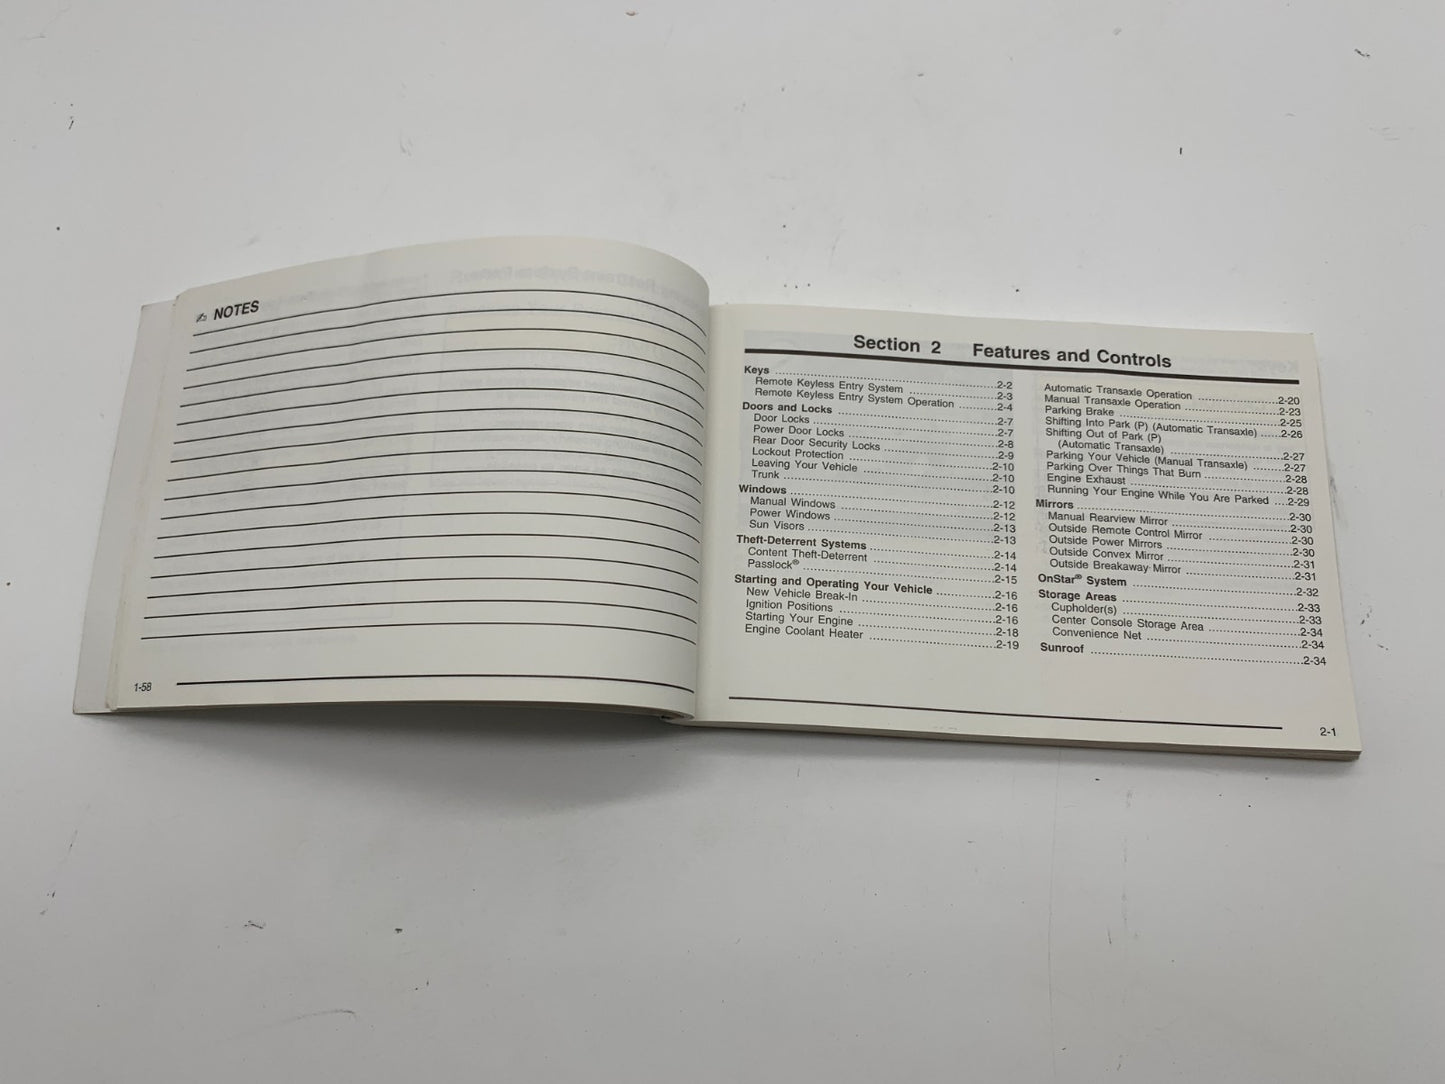 NOTES
1-58
Section 2 Features and Controls
Keys ........ 2-2
Remote Keyless Entry System ........ 2-3
Remote Keyless Entry System Operation ........ 2-4
Doors and Locks ........ 2-7
Door Locks ........ 2-7
Power Door Locks ........ 2-8
Rear Door Security Locks ........ 2-9
Lockout Protection ........ 2-10
Leaving Your Vehicle ........ 2-10
Trunk ........ 2-10
Windows ........ 2-12
Manual Windows ........ 2-12
Power Windows ........ 2-13
Sun Visors ........ 2-13
Theft-Deterrent Systems ........ 2-14
Content Theft-Deterrent ........ 2-14
Passlock® ........ 2-15
Starting and Operating Your Vehicle ........ 2-16
New Vehicle Break-In ........ 2-16
Ignition Positions ........ 2-16
Starting Your Engine ........ 2-18
Engine Coolant Heater ........ 2-19
Automatic Transaxle Operation ........ 2-20
Manual Transaxle Operation ........ 2-23
Parking Brake ........ 2-25
Shifting Into Park (P) (Automatic Transaxle) ........ 2-26
Shifting Out of Park (P)
(Automatic Transaxle) ........ 2-27
Parking Your Vehicle (Manual Transaxle) ........ 2-27
Parking Over Things That Burn ........ 2-28
Engine Exhaust ........ 2-28
Running Your Engine While You Are Parked ........ 2-29
Mirrors ........ 2-30
Manual Rearview Mirror ........ 2-30
Outside Remote Control Mirror ........ 2-30
Outside Power Mirrors ........ 2-30
Outside Convex Mirror ........ 2-31
Outside Breakaway Mirror ........ 2-31
OnStar® System ........ 2-32
Storage Areas ........ 2-33
Cupholder(s) ........ 2-33
Center Console Storage Area ........ 2-34
Convenience Net ........ 2-34
Sunroof ........ 2-34
2-1